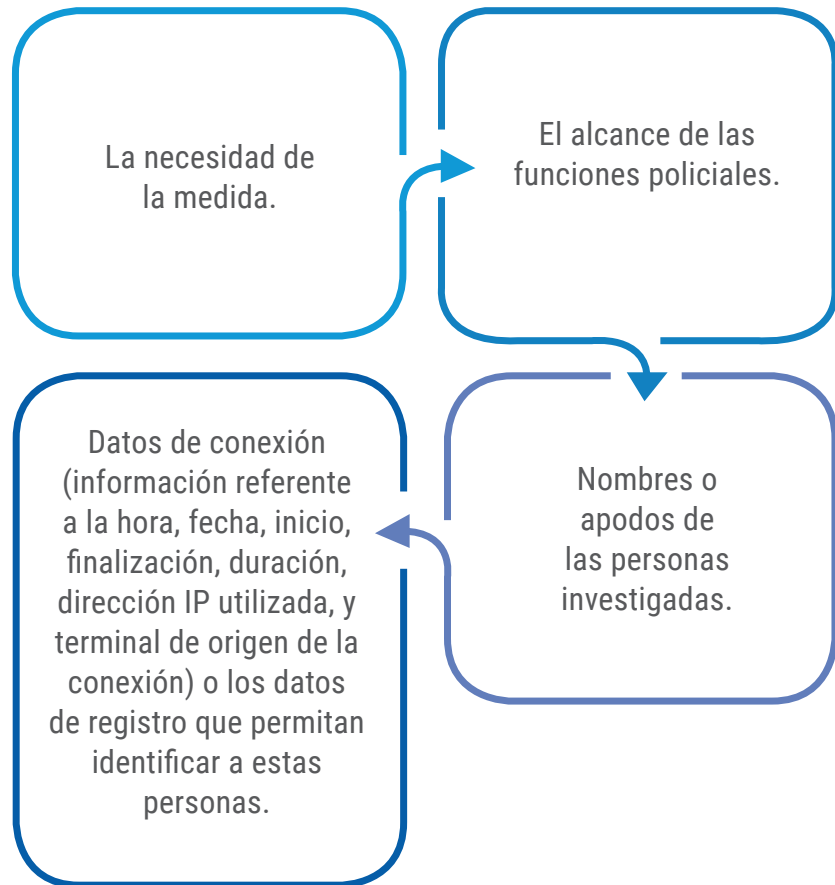 La necesidad de
la medida.
El alcance de las
funciones policiales.
Nombres o
apodos de
las personas
investigadas.
Datos de conexión
(información referente
a la hora, fecha, inicio,
finalización, duración,
dirección IP utilizada, y
terminal de origen de la
conexión) o los datos
de registro que permitan
identificar a estas
personas.